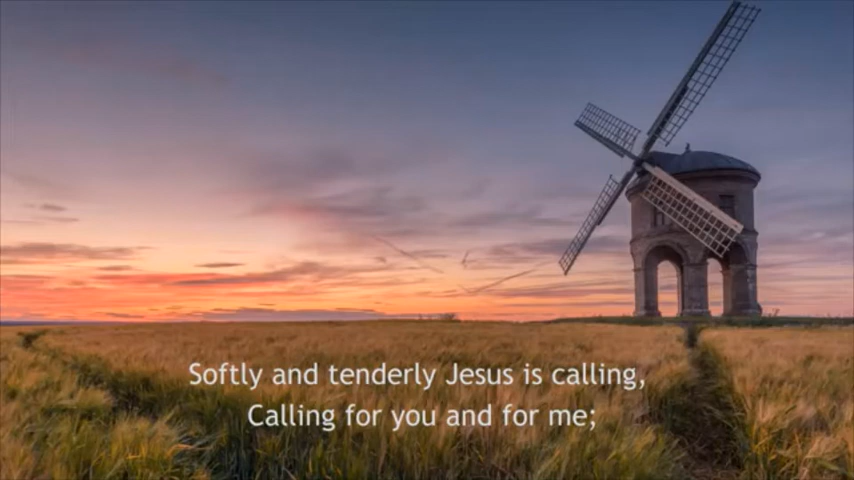 Softly and tenderly Jesus is calling,
Calling for you and for me;